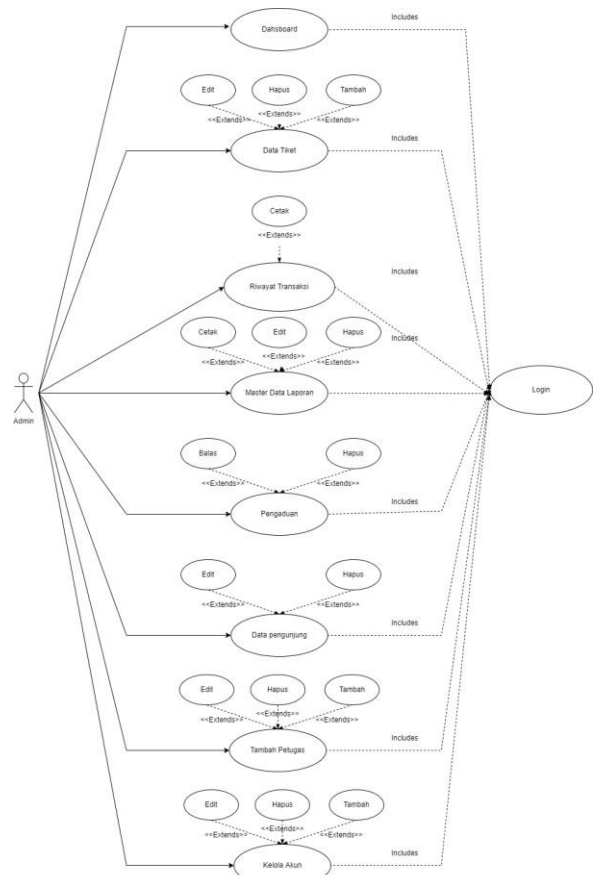 Dahsboard
Includes
Edit
Hapus
Tambah
<<Extends>>
<<Extends>>
<<Extends>>
Data Tiket
Includes
Cetak
<<Extends>>
Riwayat Transaksi
Includes
Cetak
Edit
Hapus
Includes
<<Extends>>
<<Extends>>
<<Extends>>
Master Data Laporan
Login
Admin
Balas
Hapus
<<Extends>>
<<Extends>>
Pengaduan
Includes
Edit
Hapus
<<Extends>>
<<Extends>>
Data pengunjung
Includes
Edit
Hapus
Tambah
<<Extends>>
<<Extends>>
<<Extends>>
Tambah Petugas
Includes
Edit
Hapus
Tambah
<<Extends>>
<<Extends>>
<<Extends>>
Kelola Akun
Includes